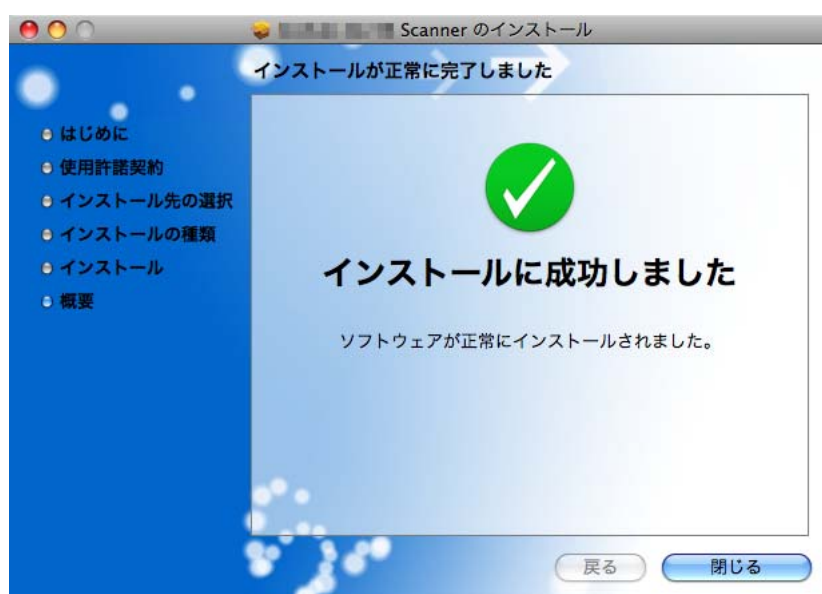 Scanner のインストール
インストールが正常に完了しました
はじめに
使用許諾契約
インストール先の選択
インストールの種類
インストール
概要
インストールに成功しました
ソフトウェアが正常にインストールされました。
戻る
閉じる